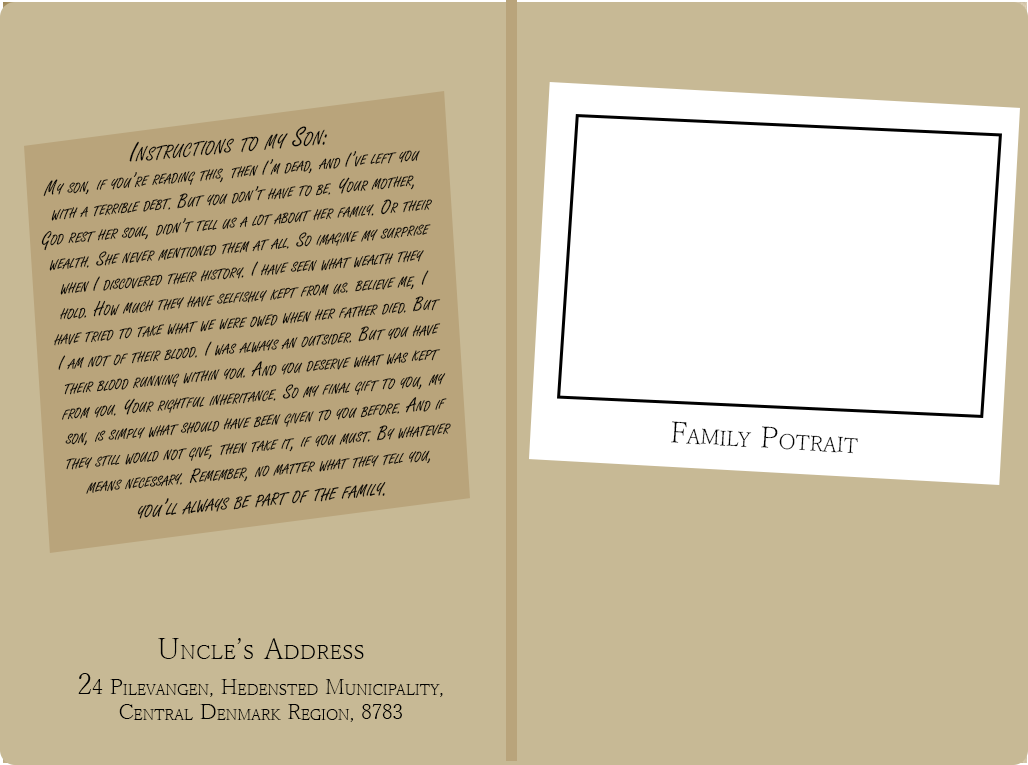 Instructions to my Son:
My son, if you're reading this, then I'm dead, and I've left you
with a terrible debt. But you don't have to be. Your mother,
God rest her soul, didn't tell us a lot about her family. Or their
wealth. She never mentioned them at all. So imagine my surprise
when I discovered their history. I have seen what wealth they
hold. How much they have selfishly kept from us. believe me, I
have tried to take what we were owed when her father died. But
I am not of their blood. I was always an outsider. But you have
their blood running within you. And you deserve what was kept
from you. Your rightful inheritance. So my final gift to you, my
son, is simply what should have been given to you before. And if
they still would not give, then take it, if you must. By whatever
means necessary. Remember, no matter what they tell you,
you'll always be part of the family.
Uncle's Address
24 Pilevangen, Hedensted Municipality,
Central Denmark Region, 8783
Family Potrait